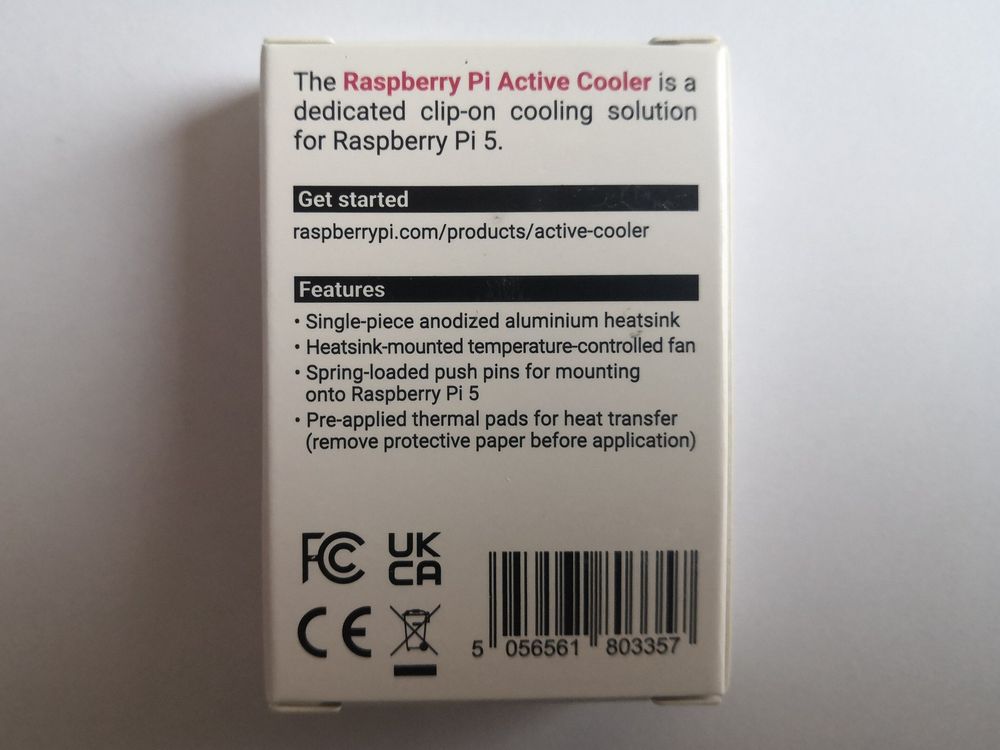 The Raspberry Pi Active Cooler is a
dedicated clip-on cooling solution
for Raspberry Pi 5.
Get started
raspberrypi.com/products/active-cooler
Features
• Single-piece anodized aluminium heatsink
• Heatsink-mounted temperature-controlled fan
• Spring-loaded push pins for mounting
onto Raspberry Pi 5
• Pre-applied thermal pads for heat transfer
(remove protective paper before application)
FC
UK
CA
CE
5 056561 803357